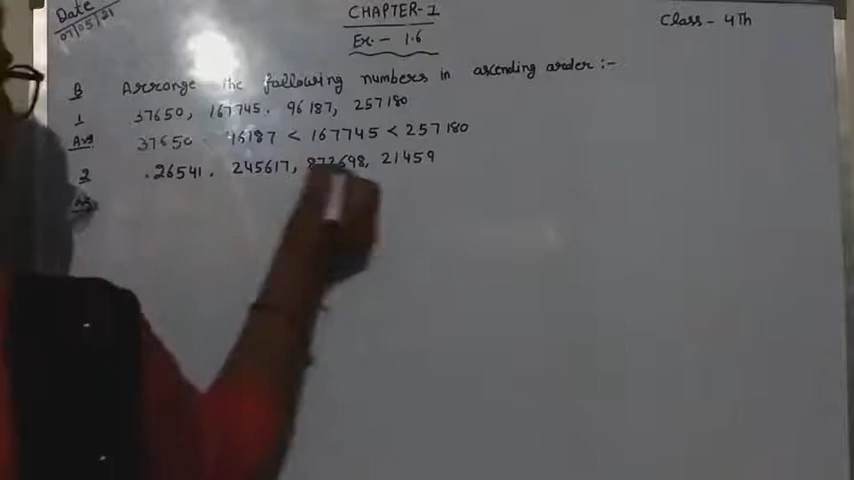 Date
07/05/21
CHAPTER-1
Class - 4Th
Ex. - 1.6
B Arrange the following numbers in ascending order :-
1 37650, 167745. 96187, 257180
Ans 37650 96187 < 167745 < 257180
2 .26541. 245617, 872698, 21459
Ans